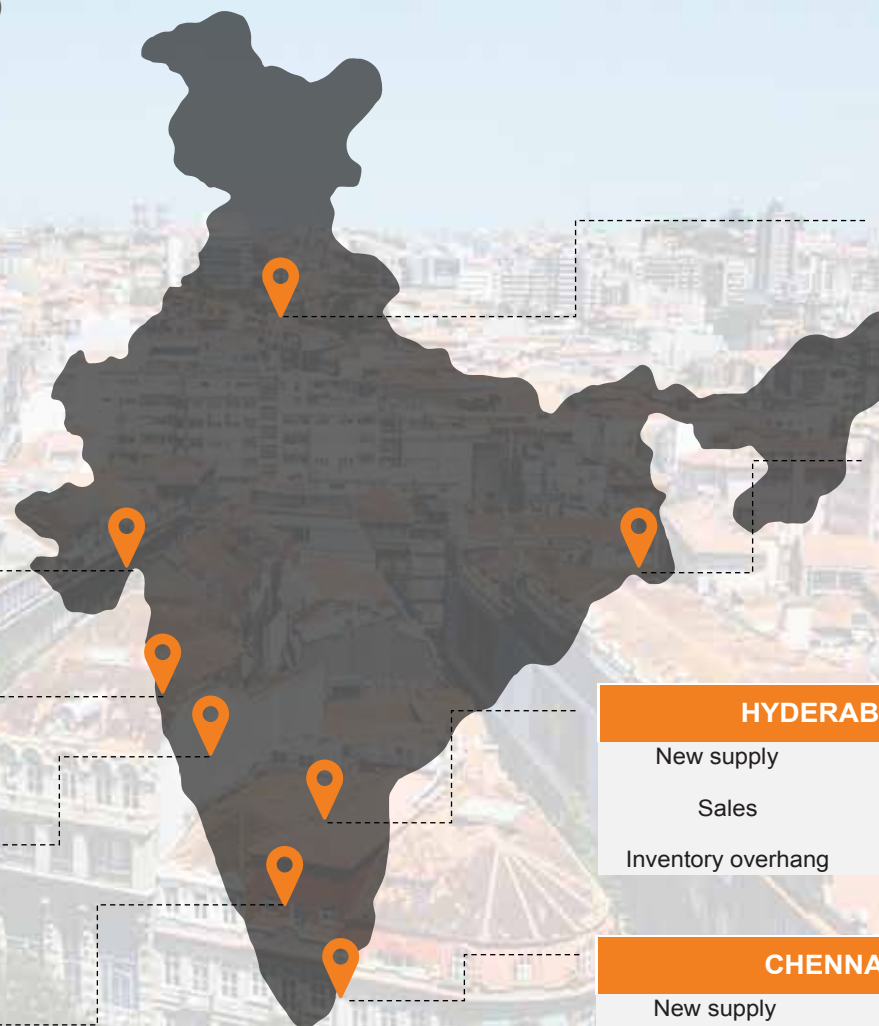 HYDERAB
New supply
Sales
Inventory overhang
CHENNA
New supply